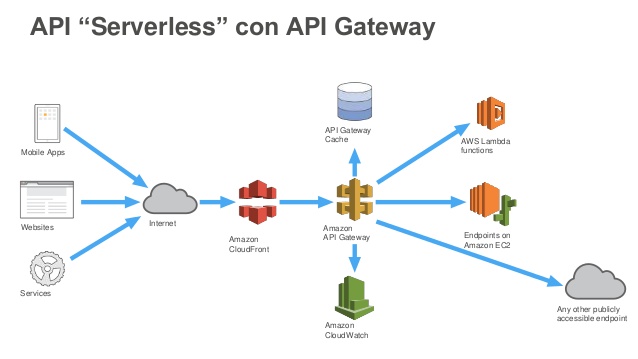 API “Serverless” con API Gateway
Mobile Apps
Websites
Services
Internet
Amazon
CloudFront
API Gateway
Cache
Amazon
API Gateway
Amazon
CloudWatch
AWS Lambda
functions
Endpoints on
Amazon EC2
Any other publicly
accessible endpoint